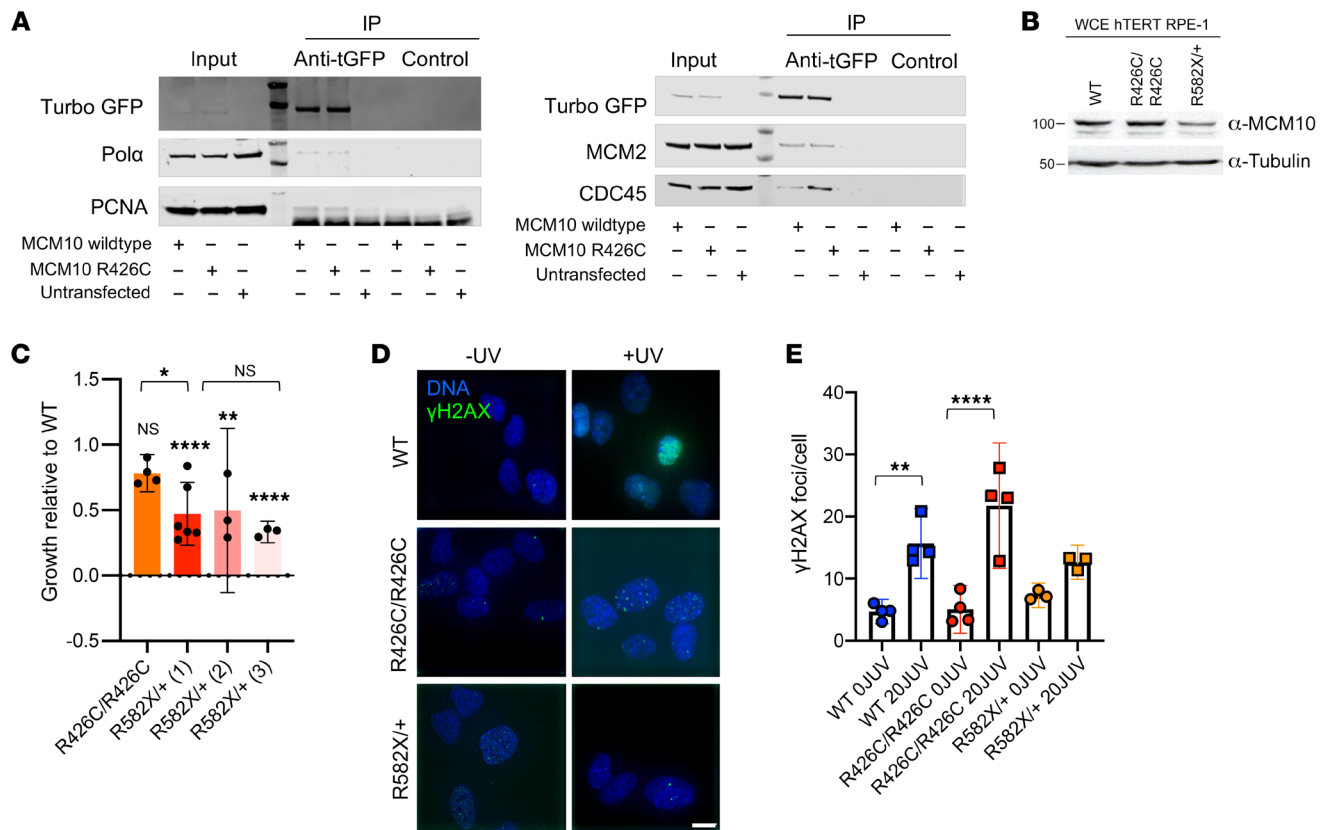 A
IP
Input Anti-tGFP Control
Turbo GFP
Polα
PCNA
MCM10 wildtype + – – + – – + – –
MCM10 R426C – + – – + – – + –
Untransfected – – + – – + – – +
IP
Input Anti-tGFP Control
Turbo GFP
MCM2
CDC45
MCM10 wildtype + – – + – – + – –
MCM10 R426C – + – – + – – + –
Untransfected – – + – – + – – +
B
WCE hTERT RPE-1
WT
R426C/
R426C
R582X/+
100 α-MCM10
50 α-Tubulin
C
Growth relative to WT
1.5
1.0
0.5
0.0
-0.5
* NS
NS **** ** ****
R426C/R426C
R582X/+ (1)
R582X/+ (2)
R582X/+ (3)
D
-UV +UV
DNA
γH2AX
WT
R426C/R426C
R582X/+
E
γH2AX foci/cell
40
30
20
10
0
** ****
WT 0JUV
WT 20JUV
R426C/R426C 0JUV
R426C/R426C 20JUV
R582X/+ 0JUV
R582X/+ 20JUV